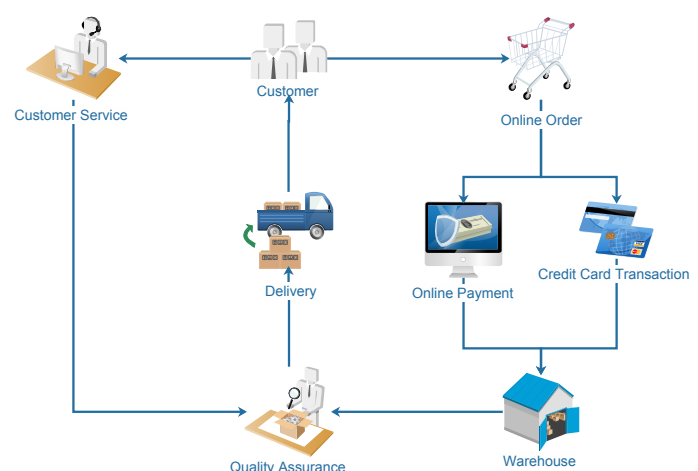 Customer
Customer Service
Online Order
Online Payment
Credit Card Transaction
Delivery
Warehouse
Quality Assurance